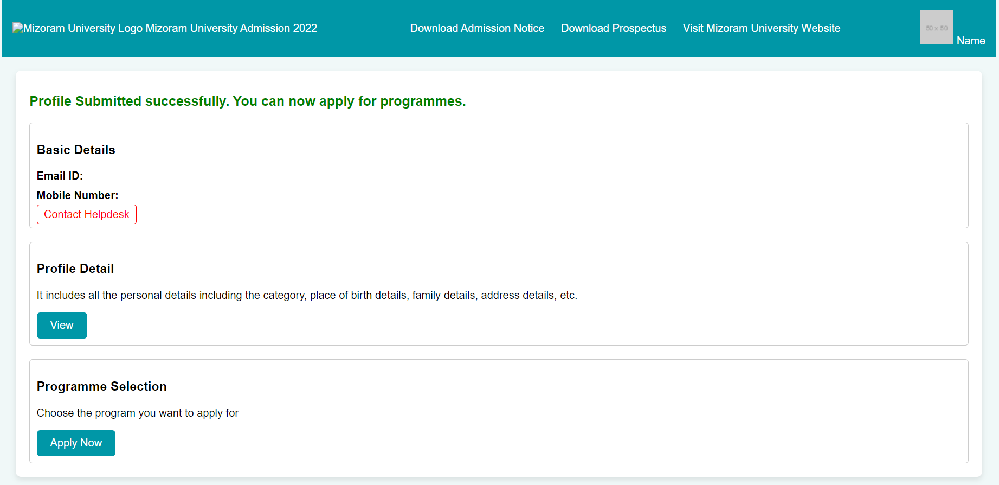 Mizoram University Logo Mizoram University Admission 2022
Download Admission Notice
Download Prospectus
Visit Mizoram University Website
50 x 50
Name
Profile Submitted successfully. You can now apply for programmes.
Basic Details
Email ID:
Mobile Number:
Contact Helpdesk
Profile Detail
It includes all the personal details including the category, place of birth details, family details, address details, etc.
View
Programme Selection
Choose the program you want to apply for
Apply Now